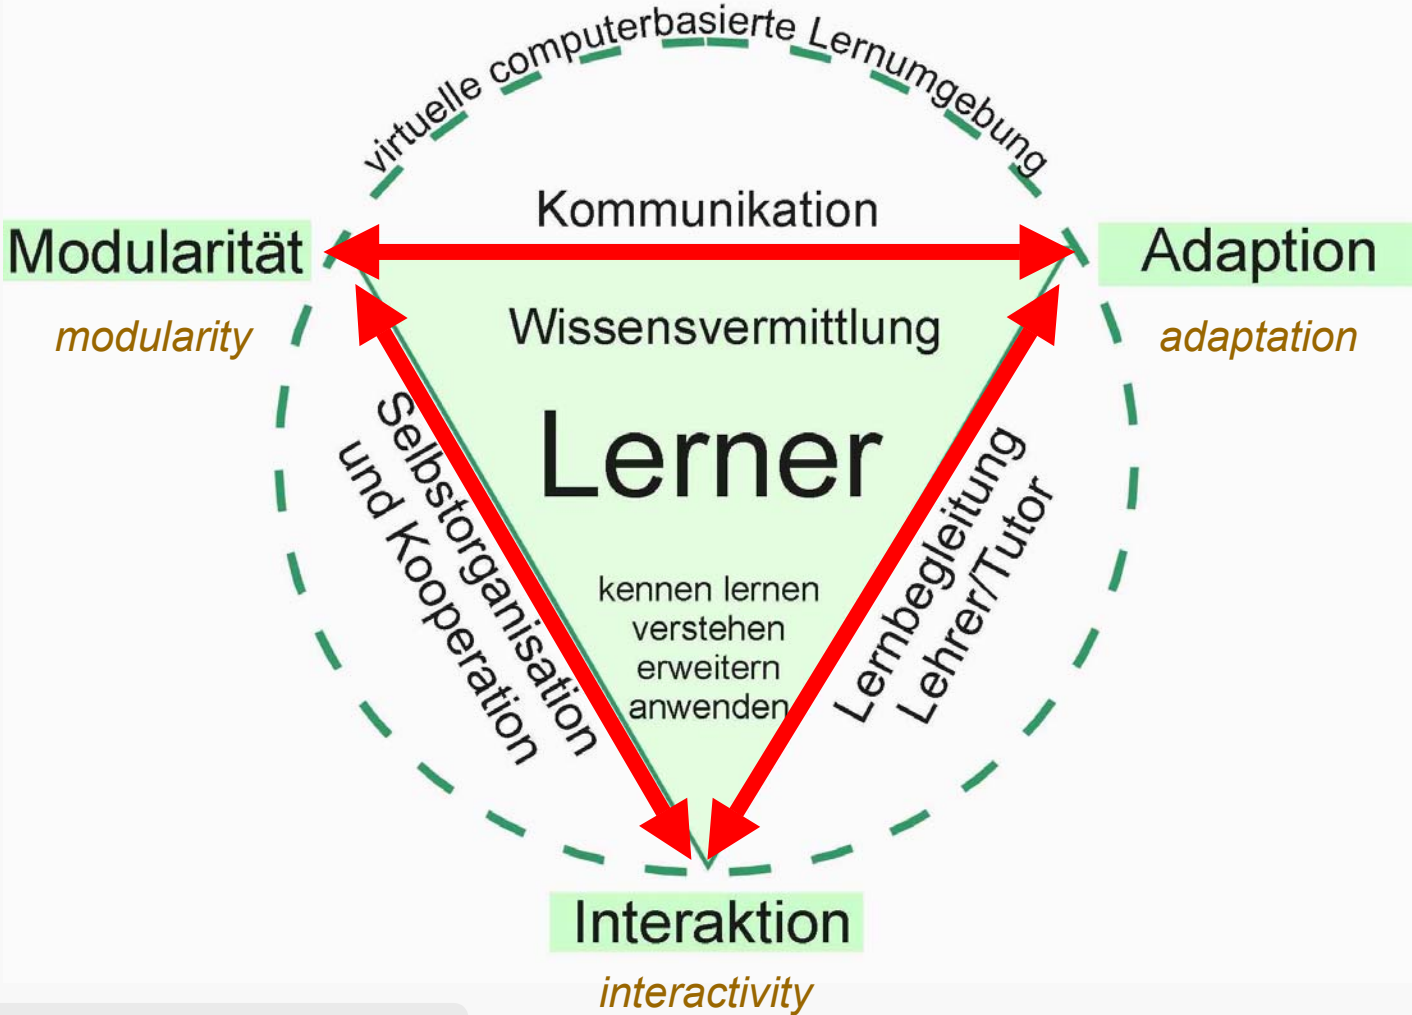 virtuelle computerbasierte Lernumgebung
Kommunikation
Modularität
Adaption
modularity
Wissensvermittlung
adaptation
Lerner
Selbstorganisation
und Kooperation
Lernbegleitung
Lehrer/Tutor
kennen lernen
verstehen
erweitern
anwenden
Interaktion
interactivity